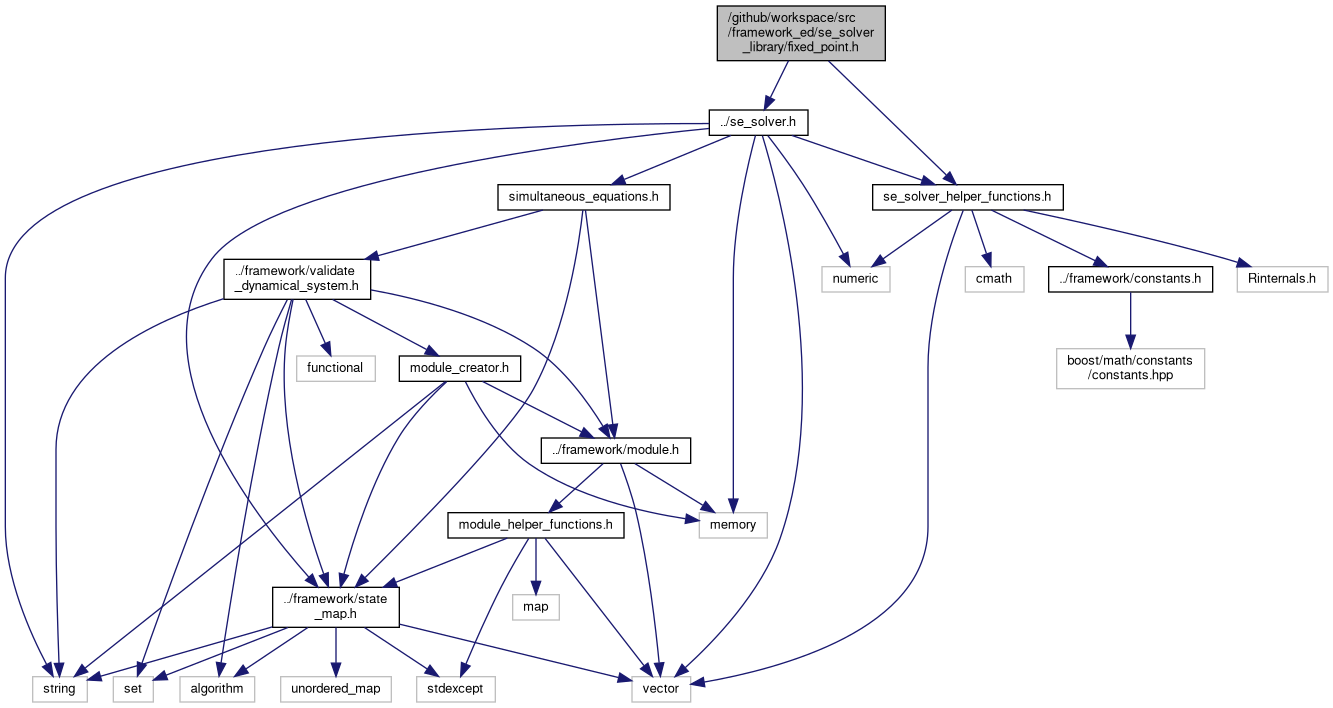 /github/workspace/src
/framework_ed/se_solver
_library/fixed_point.h
../se_solver.h
simultaneous_equations.h
se_solver_helper_functions.h
../framework/validate
_dynamical_system.h
numeric
cmath
../framework/constants.h
Rinternals.h
functional
module_creator.h
boost/math/constants
/constants.hpp
../framework/module.h
module_helper_functions.h
memory
../framework/state
_map.h
map
string
set
algorithm
unordered_map
stdexcept
vector